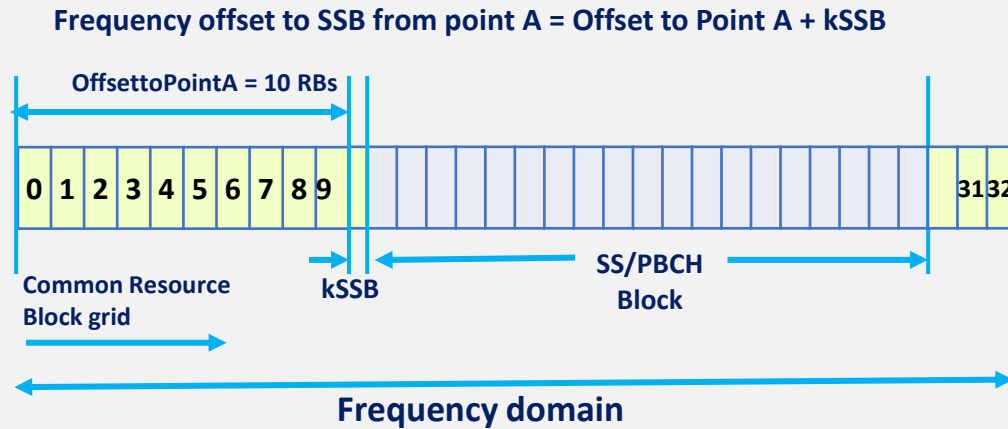 Frequency offset to SSB from point A = Offset to Point A + kSSB
OffsettoPointA = 10 RBs
0 1 2 3 4 5 6 7 8 9 31 32
kSSB
SS/PBCH
Block
Common Resource
Block grid
Frequency domain